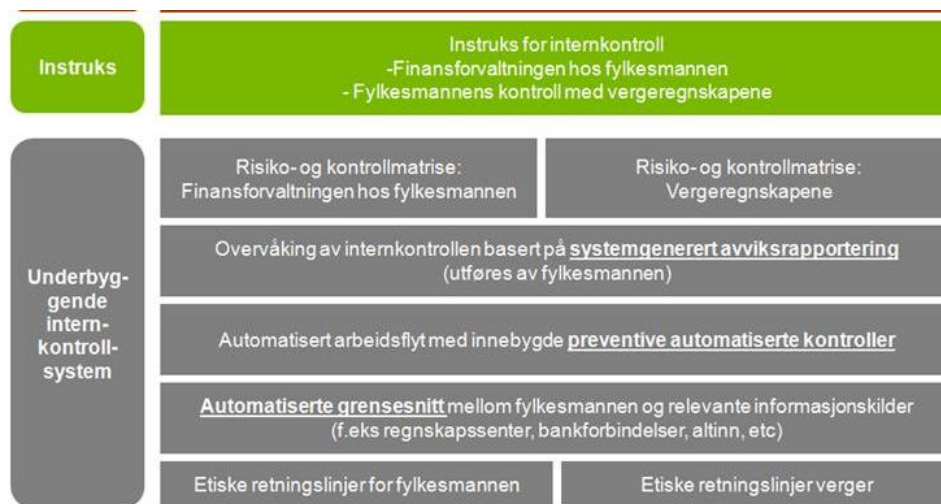 Instruks
Instruks for internkontroll
-Finansforvaltningen hos fylkesmannen
- Fylkesmannens kontroll med vergeregnskapene
Underbyg-
gende
intern-
kontroll-
system
Risiko- og kontrollmatrise:
Finansforvaltningen hos fylkesmannen
Risiko- og kontrollmatrise:
Vergeregnskapene
Overvåking av internkontrollen basert på systemgenerert avviksrapportering
(utføres av fylkesmannen)
Automatisert arbeidsflyt med innebygde preventive automatiserte kontroller
Automatiserte grensesnitt mellom fylkesmannen og relevante informasjonskilder
(f.eks regnskapssenter, bankforbindelser, altinn, etc)
Etiske retningslinjer for fylkesmannen
Etiske retningslinjer verger